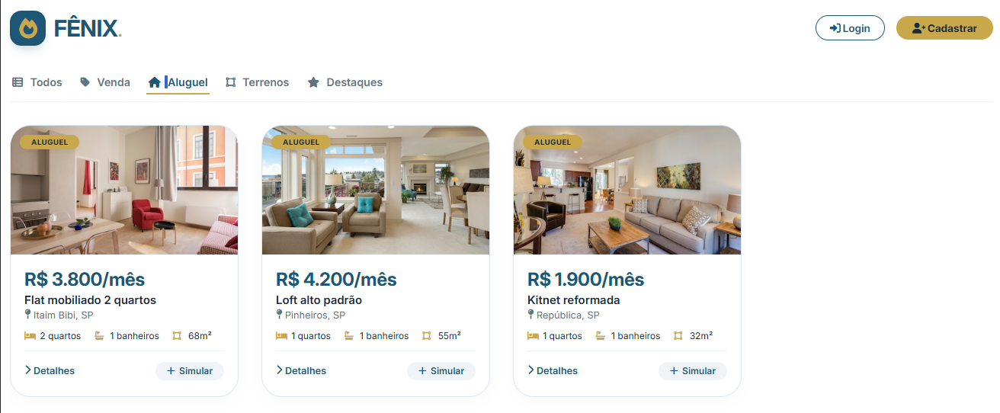 FÊNIX.
Login
Cadastrar
Todos
Venda
Aluguel
Terrenos
Destaques
ALUGUEL
R$ 3.800/mês
Flat mobiliado 2 quartos
Itaim Bibi, SP
2 quartos 1 banheiros 68m²
Detalhes
Simular
ALUGUEL
R$ 4.200/mês
Loft alto padrão
Pinheiros, SP
1 quartos 1 banheiros 55m²
Detalhes
Simular
ALUGUEL
R$ 1.900/mês
Kitnet reformada
República, SP
1 quartos 1 banheiros 32m²
Detalhes
Simular